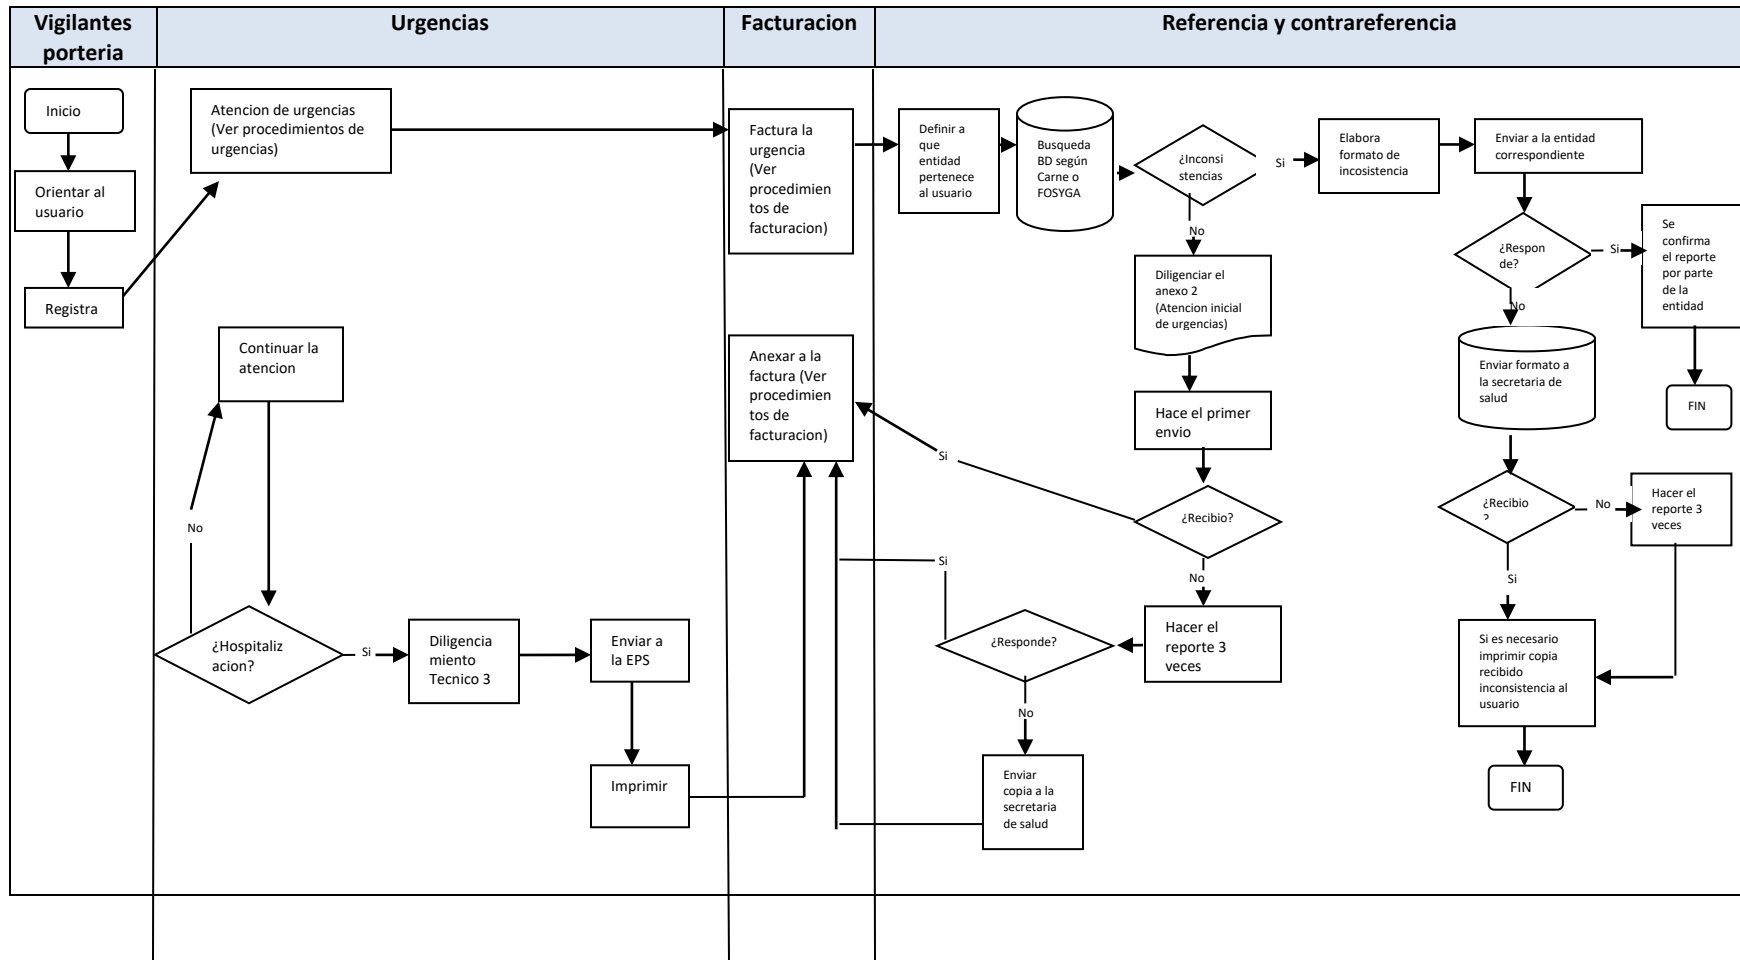 Vigilantes
porteria
Urgencias
Facturacion
Referencia y contrareferencia
Inicio
Orientar al
usuario
Registra
Atencion de urgencias
(Ver procedimientos de
urgencias)
Continuar la
atencion
No
¿Hospitaliz
acion?
Si
Diligencia
miento
Tecnico 3
Enviar a
la EPS
Imprimir
Factura la
urgencia
(Ver
procedimien
tos de
facturacion)
Anexar a la
factura (Ver
procedimien
tos de
facturacion)
Definir a
que
entidad
pertenece
al usuario
Busqueda
BD según
Carne o
FOSYGA
¿Inconsi
stencias
Si
No
Elabora
formato de
incosistencia
Enviar a la entidad
correspondiente
¿Respon
de?
Si
No
Se
confirma
el reporte
por parte
de la
entidad
FIN
Diligenciar el
anexo 2
(Atencion inicial
de urgencias)
Hace el primer
envio
¿Recibio?
Si
No
Hacer el
reporte 3
veces
¿Responde?
Si
No
Enviar
copia a la
secretaria
de salud
Enviar formato a
la secretaria de
salud
¿Recibio
?
No
Si
Hacer el
reporte 3
veces
Si es necesario
imprimir copia
recibido
inconsistencia al
usuario
FIN